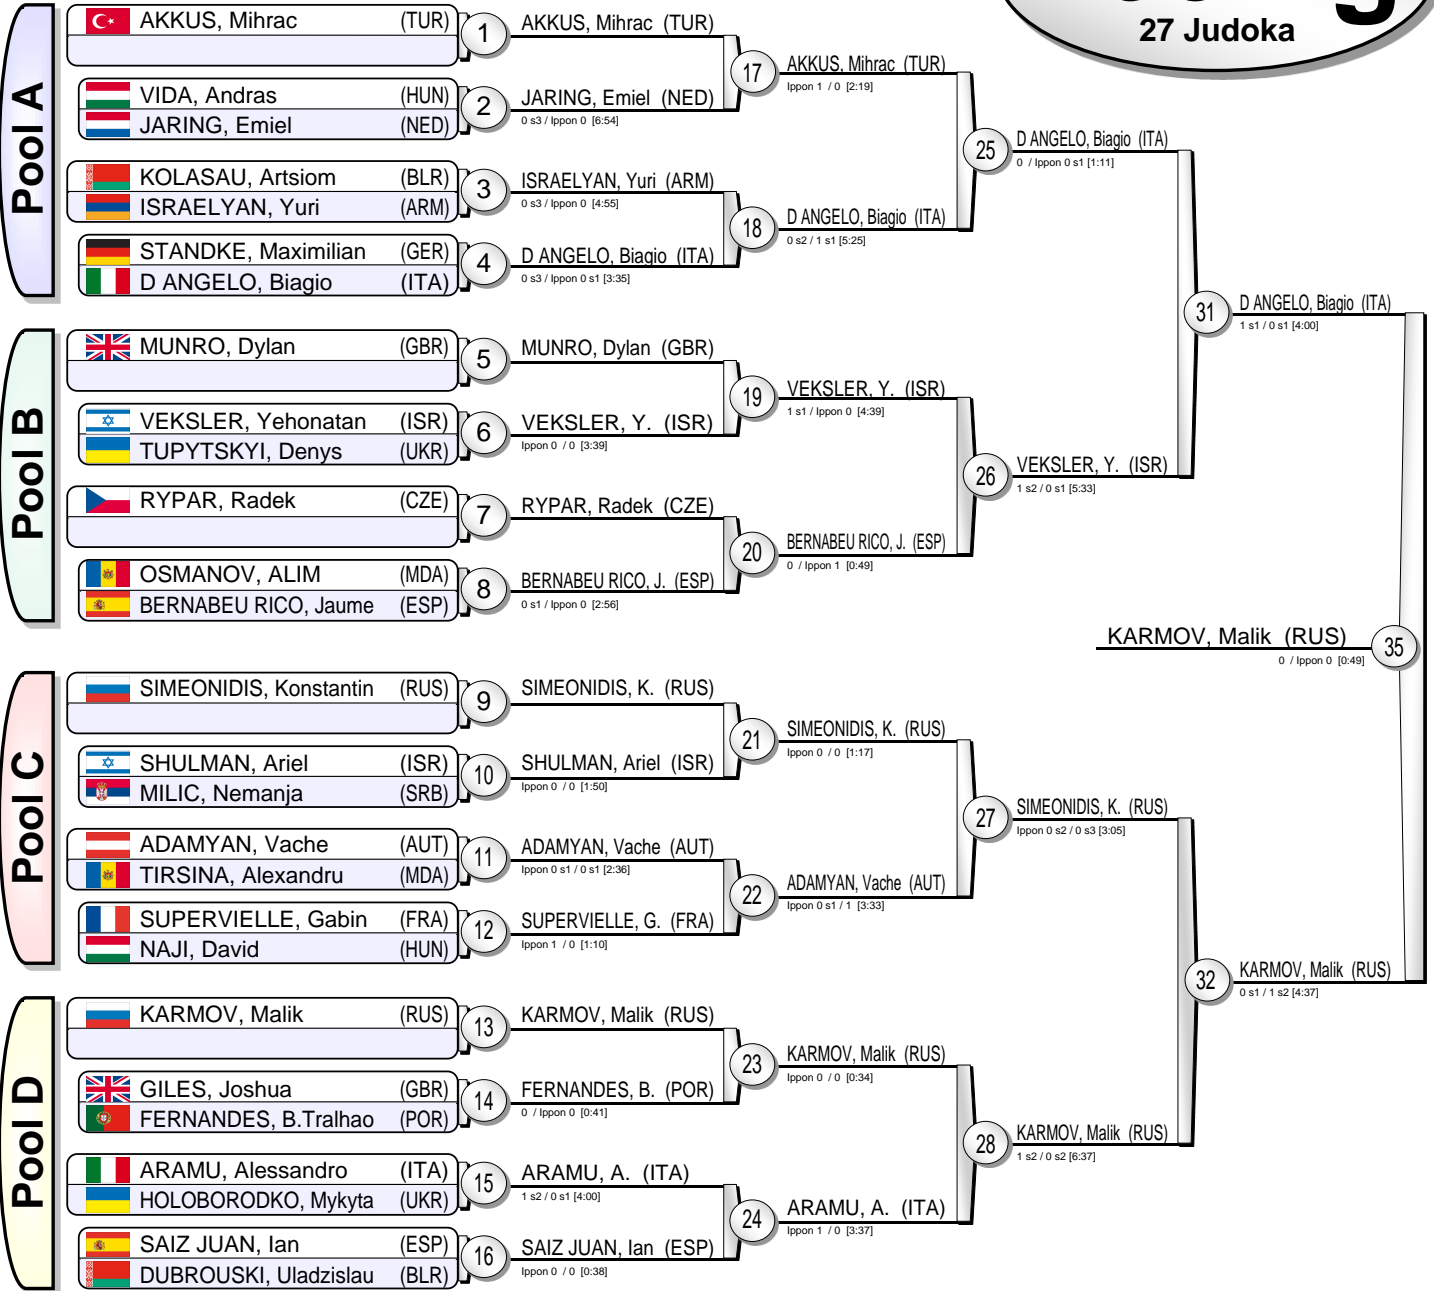 27 Judoka
Pool A
AKKUS, Mihrac (TUR)
1
AKKUS, Mihrac (TUR)
VIDA, Andras (HUN)
JARING, Emiel (NED)
2
JARING, Emiel (NED)
0 s3 / Ippon 0 [6:54]
17
AKKUS, Mihrac (TUR)
Ippon 1 / 0 [2:19]
KOLASAU, Artsiom (BLR)
ISRAELYAN, Yuri (ARM)
3
ISRAELYAN, Yuri (ARM)
0 s3 / Ippon 0 [4:55]
STANDKE, Maximilian (GER)
D ANGELO, Biagio (ITA)
4
D ANGELO, Biagio (ITA)
0 s3 / Ippon 0 s1 [3:35]
18
D ANGELO, Biagio (ITA)
0 s2 / 1 s1 [5:25]
25
D ANGELO, Biagio (ITA)
0 / Ippon 0 s1 [1:11]
Pool B
MUNRO, Dylan (GBR)
5
MUNRO, Dylan (GBR)
VEKSLER, Yehonatan (ISR)
TUPYTSKYI, Denys (UKR)
6
VEKSLER, Y. (ISR)
Ippon 0 / 0 [3:39]
19
VEKSLER, Y. (ISR)
1 s1 / Ippon 0 [4:39]
RYPAR, Radek (CZE)
7
RYPAR, Radek (CZE)
OSMANOV, ALIM (MDA)
BERNABEU RICO, Jaume (ESP)
8
BERNABEU RICO, J. (ESP)
0 s1 / Ippon 0 [2:56]
20
BERNABEU RICO, J. (ESP)
0 / Ippon 1 [0:49]
26
VEKSLER, Y. (ISR)
1 s2 / 0 s1 [5:33]
31
D ANGELO, Biagio (ITA)
1 s1 / 0 s1 [4:00]
KARMOV, Malik (RUS)
0 / Ippon 0 [0:49]
35
Pool C
SIMEONIDIS, Konstantin (RUS)
9
SIMEONIDIS, K. (RUS)
SHULMAN, Ariel (ISR)
MILIC, Nemanja (SRB)
10
SHULMAN, Ariel (ISR)
Ippon 0 / 0 [1:50]
21
SIMEONIDIS, K. (RUS)
Ippon 0 / 0 [1:17]
ADAMYAN, Vache (AUT)
TIRSINA, Alexandru (MDA)
11
ADAMYAN, Vache (AUT)
Ippon 0 s1 / 0 s1 [2:36]
SUPERVIELLE, Gabin (FRA)
NAJI, David (HUN)
12
SUPERVIELLE, G. (FRA)
Ippon 1 / 0 [1:10]
22
ADAMYAN, Vache (AUT)
Ippon 0 s1 / 1 [3:33]
27
SIMEONIDIS, K. (RUS)
Ippon 0 s2 / 0 s3 [3:05]
Pool D
KARMOV, Malik (RUS)
13
KARMOV, Malik (RUS)
GILES, Joshua (GBR)
FERNANDES, B.Tralhao (POR)
14
FERNANDES, B. (POR)
0 / Ippon 0 [0:41]
23
KARMOV, Malik (RUS)
Ippon 0 / 0 [0:34]
ARAMU, Alessandro (ITA)
HOLOBORODKO, Mykyta (UKR)
15
ARAMU, A. (ITA)
1 s2 / 0 s1 [4:00]
SAIZ JUAN, Ian (ESP)
DUBROUSKI, Uladzislau (BLR)
16
SAIZ JUAN, Ian (ESP)
Ippon 0 / 0 [0:38]
24
ARAMU, A. (ITA)
Ippon 1 / 0 [3:37]
28
KARMOV, Malik (RUS)
1 s2 / 0 s2 [6:37]
32
KARMOV, Malik (RUS)
0 s1 / 1 s2 [4:37]